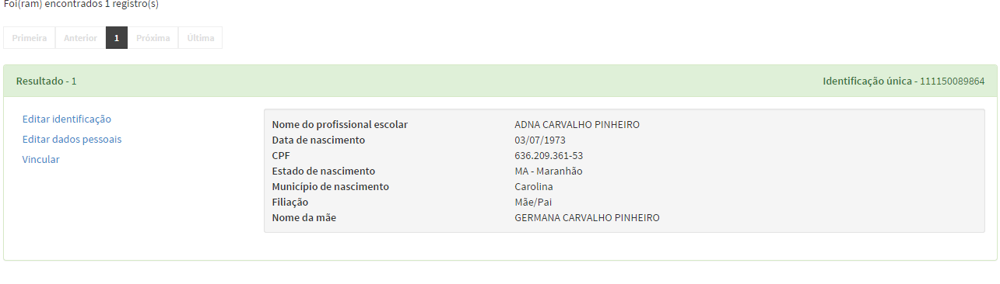 Foi(ram) encontrados 1 registro(s)
Primeira Anterior 1 Próxima Última
Resultado - 1 Identificação única - 111150089864
Editar identificação
Editar dados pessoais
Vincular
Nome do profissional escolar ADNA CARVALHO PINHEIRO
Data de nascimento 03/07/1973
CPF 636.209.361-53
Estado de nascimento MA - Maranhão
Município de nascimento Carolina
Filiação Mãe/Pai
Nome da mãe GERMANA CARVALHO PINHEIRO